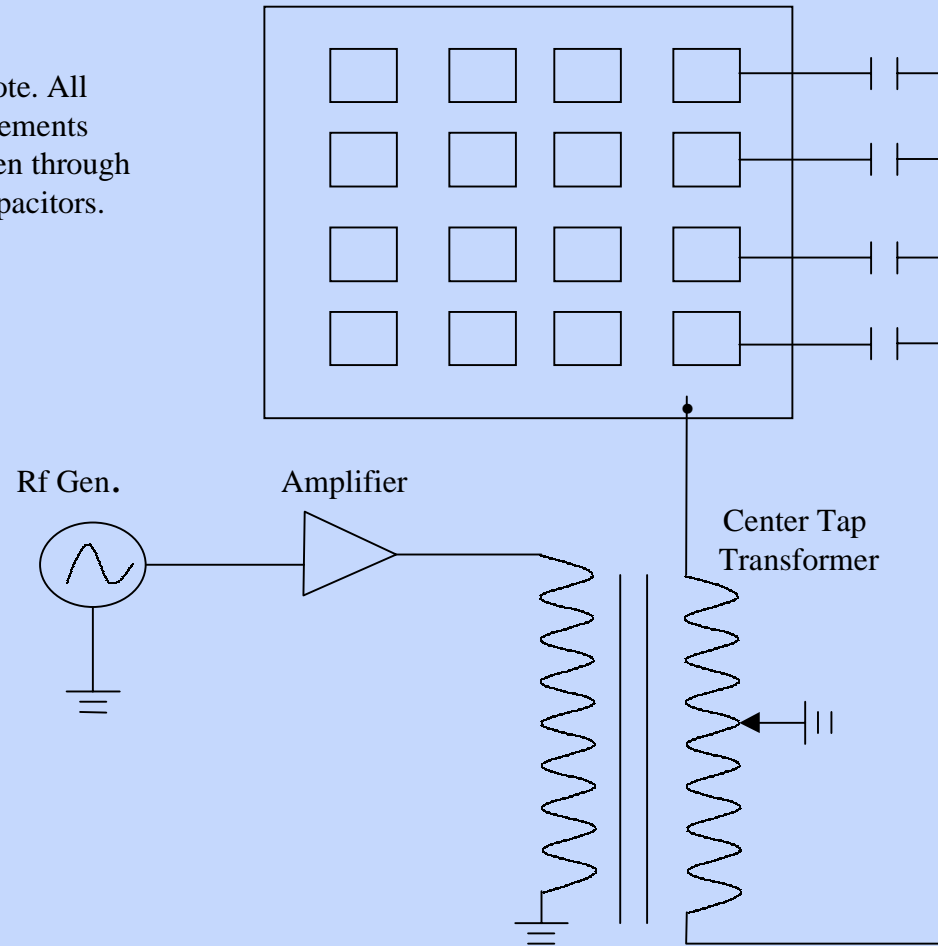 ote. All
ements
en through
pacitors.
Rf Gen.
Amplifier
Center Tap
Transformer